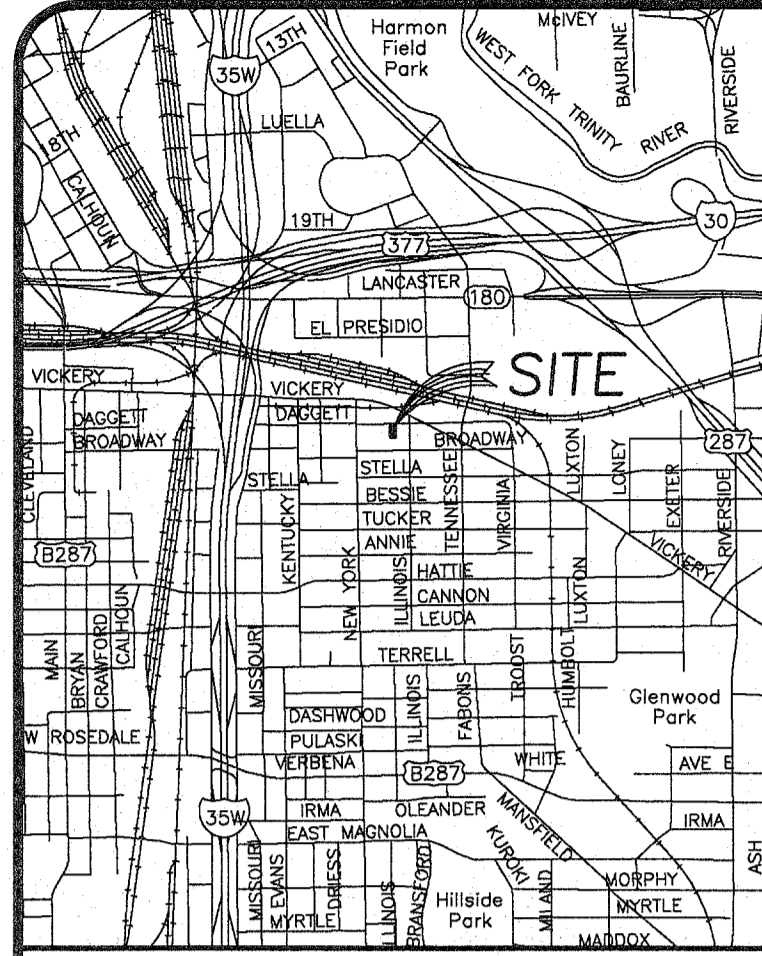 McIVEY
Harmon
Field
Park
13TH
35W
WEST FORK TRINITY RIVER
BAURLINE
RIVERSIDE
LUELLA
18TH
CALHOUN
19TH
377
30
LANCASTER
180
EL PRESIDIO
SITE
VICKERY
VICKERY
DAGGETT
DAGGETT
BROADWAY
BROADWAY
287
CLEVELAND
STELLA
STELLA
KENTUCKY
BESSIE
TUCKER
ANNIE
TENNESSEE
VIRGINIA
LUXTON
LONEY
EXETER
RIVERSIDE
VICKERY
B287
NEW YORK
ILLINOIS
HATTIE
CANNON
LEUDA
LUXTON
MAIN
BRYAN
CRAWFORD
CALHOUN
MISSOURI
TERRELL
TROOST
HUMBOLT
ILLINOIS
FABONS
Glenwood
Park
DASHWOOD
W ROSEDALE
PULASKI
VERBENA
B287
WHITE
AVE E
35W
IRMA
OLEANDER
MANSFIELD
IRMA
EAST MAGNOLIA
KUROKI
ASH
MISSOURI
EVANS
DRIESS
ILLINOIS
BRANSFORD
Hillside
Park
MILAND
MORPHY
MYRTLE
MYRTLE
MADDOX